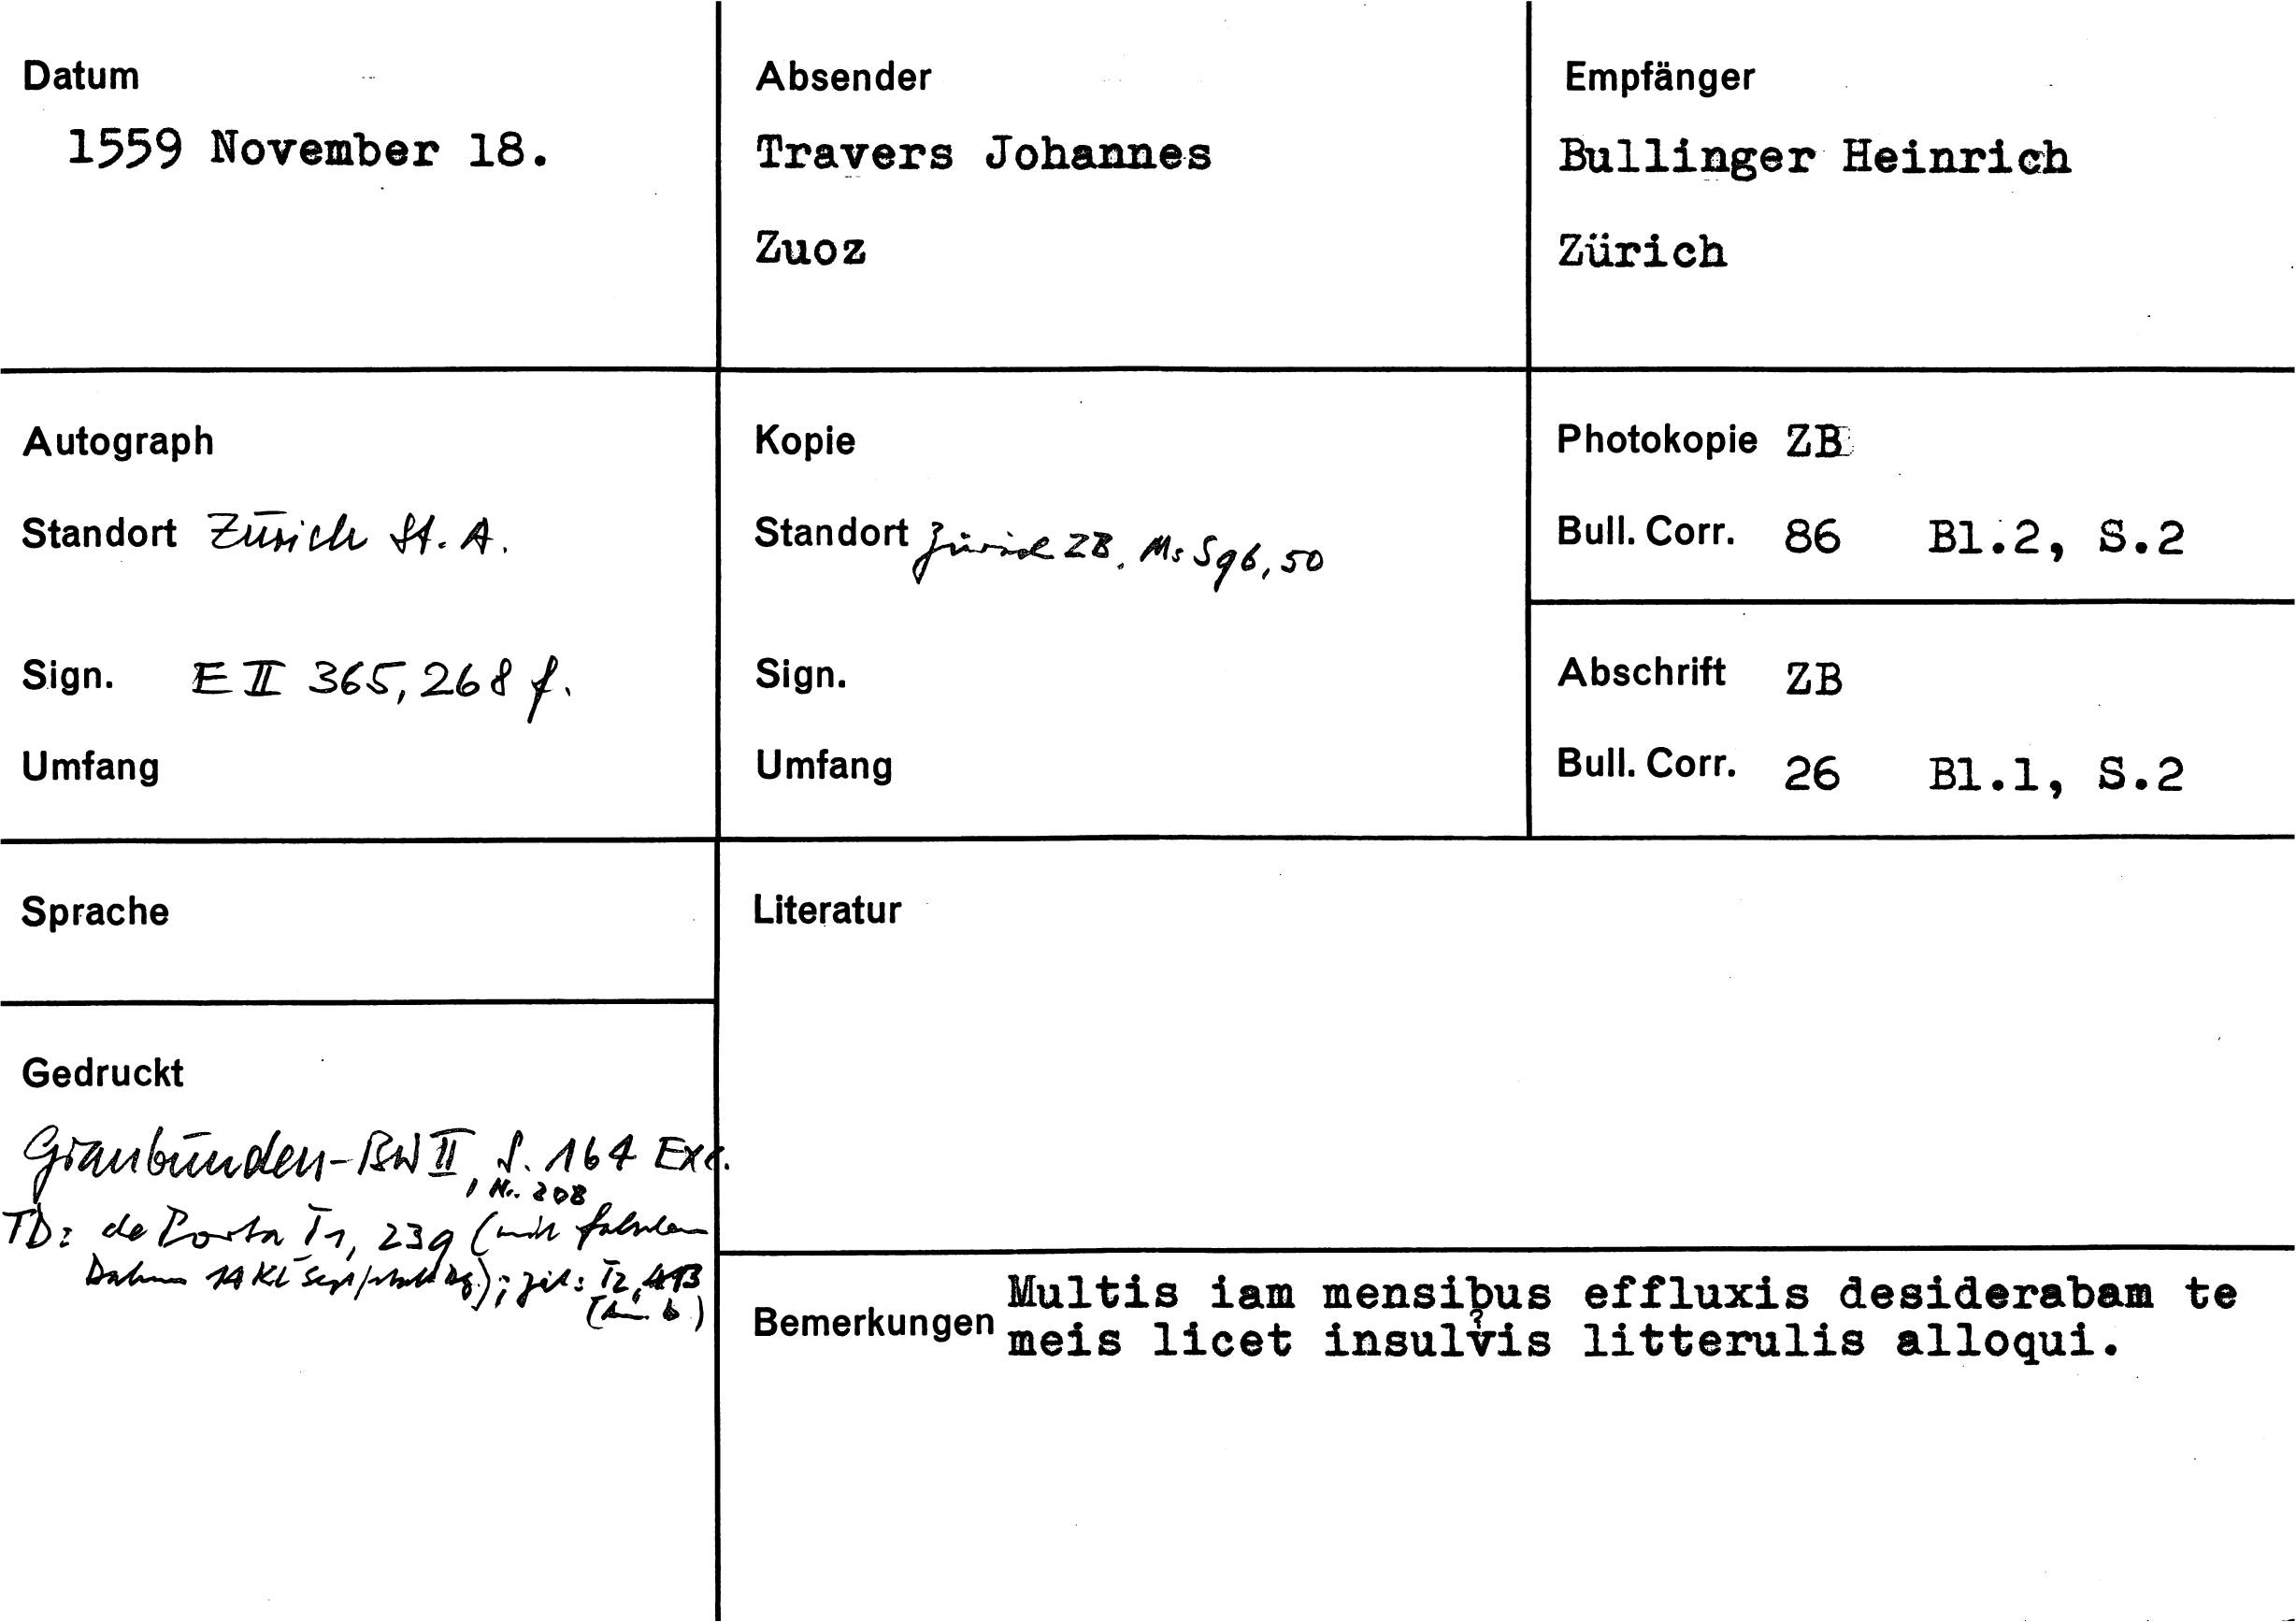 Datum
1559 November 18.
Absender
Travers Johannes
Zuoz
Empfänger
Bullinger Heinrich
Zürich
Autograph
Standort Zürich St. A.
Sign. E II 365, 268 f.
Umfang
Kopie
Standort Zürich ZB, Ms S 96, 50
Sign.
Umfang
Photokopie ZB
Bull. Corr. 86 Bl.2, S.2
Abschrift ZB
Bull. Corr. 26 Bl.1, S.2
Sprache
Gedruckt
Graubünden-BW II, S. 164 Exc.
, Nr. 208
TD: de Porta I1, 239 (mit falschem
Datum 14 Kl Sept); zit: I2, 413
Literatur
Bemerkungen
Multis iam mensibus effluxis desiderabam te
?
meis licet insulvis litterulis alloqui.